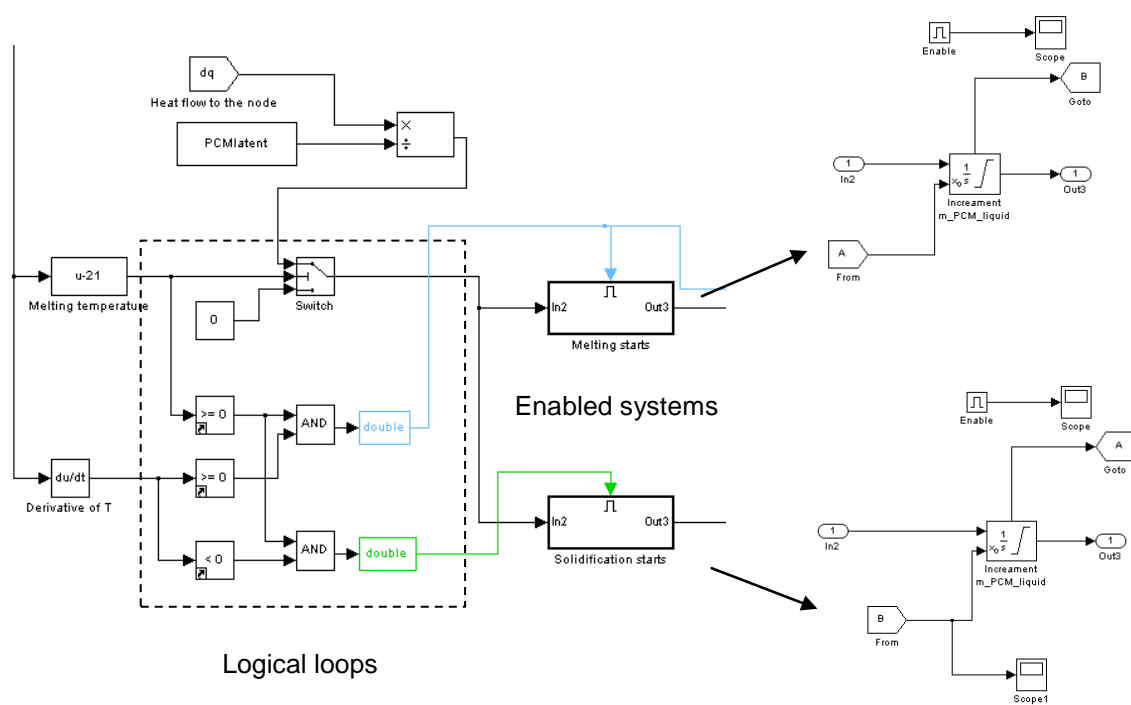 Enable
Scope
dq
Heat flow to the node
B
Goto
×
÷
PCMlatent
1
In2
x₀
1
s
1
Out3
Increament
m_PCM_liquid
A
From
u-21
Melting temperature
Switch
0
In2
Out3
Melting starts
>= 0
AND
double
Enabled systems
Enable
Scope
A
Goto
du/dt
Derivative of T
>= 0
In2
Out3
Solidification starts
1
In2
x₀
1
s
1
Out3
Increament
m_PCM_liquid
< 0
AND
double
B
From
Logical loops
Scope1